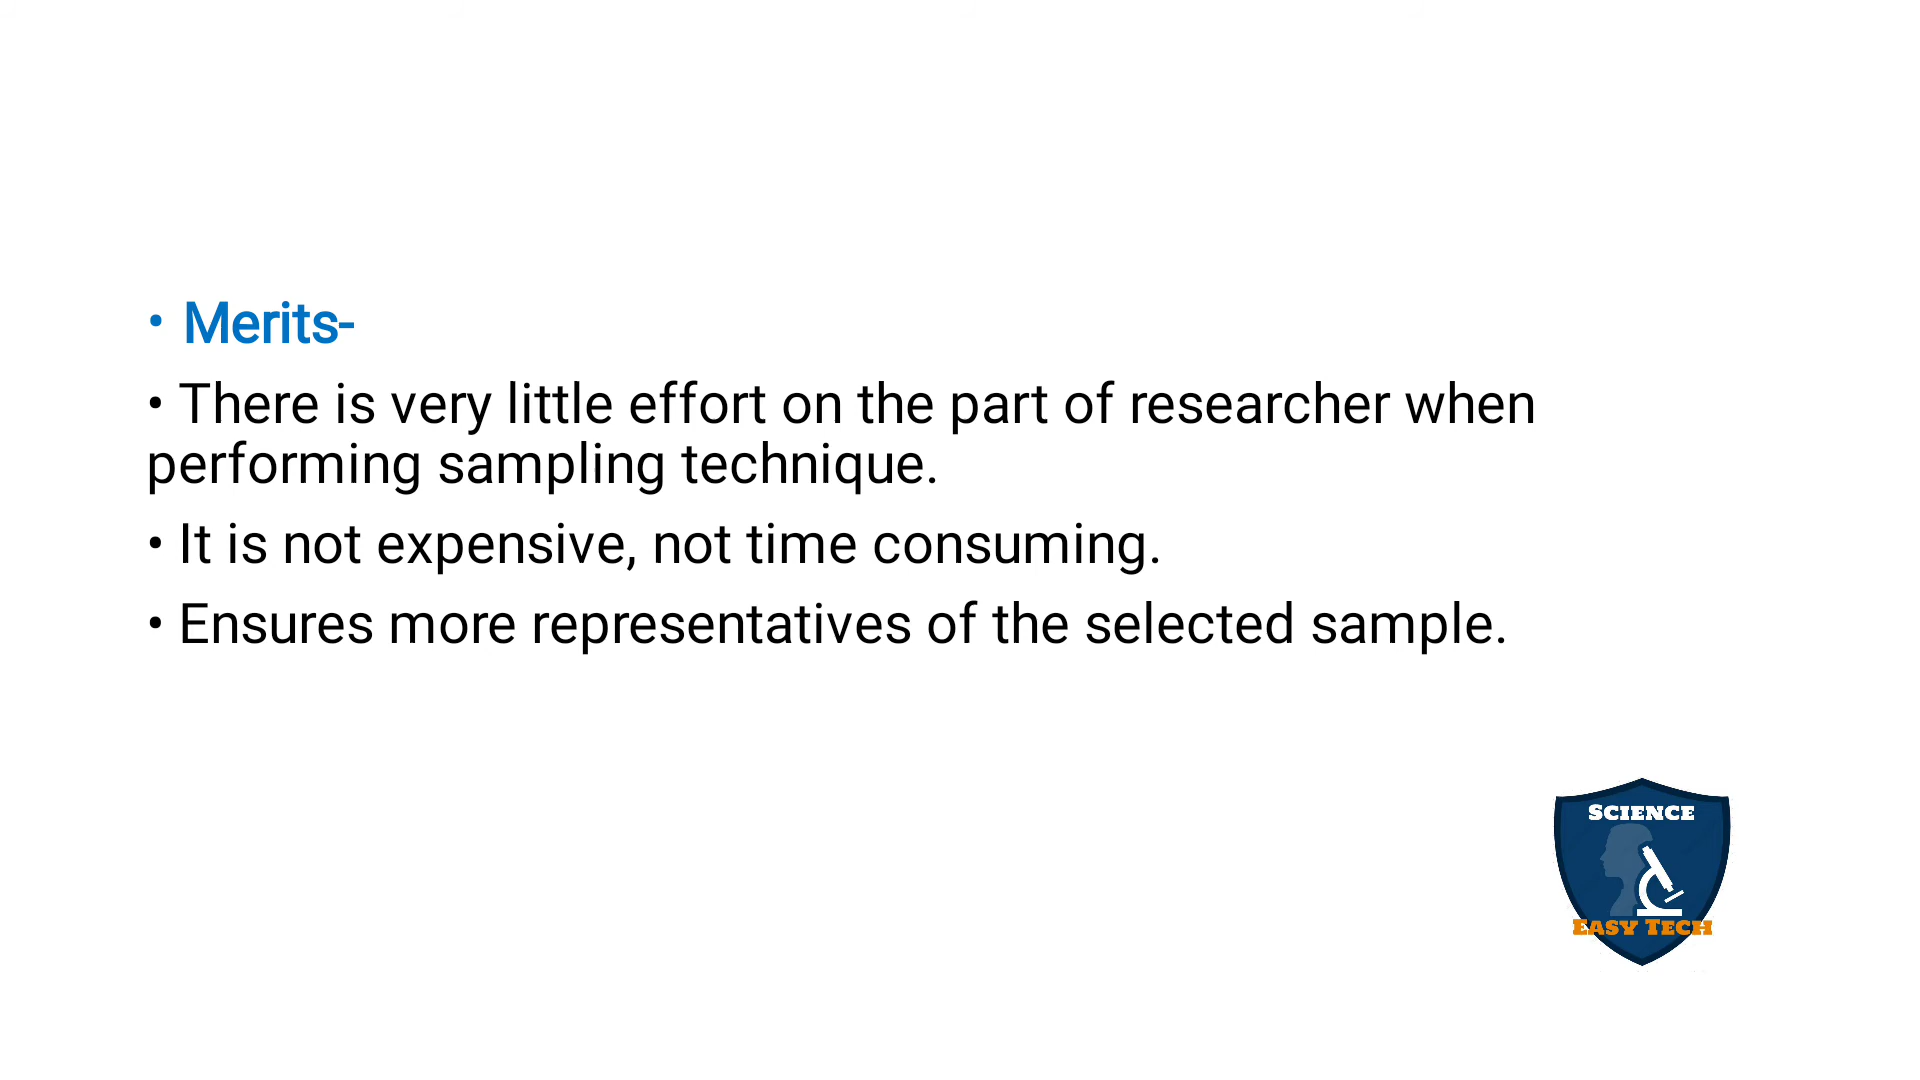 • Merits-
• There is very little effort on the part of researcher when
performing sampling technique.
• It is not expensive, not time consuming.
• Ensures more representatives of the selected sample.
SCIENCE
EASY TECH